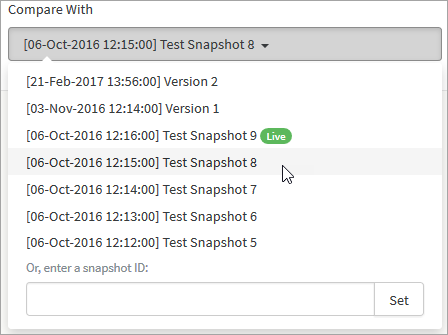 Compare With
[06-Oct-2016 12:15:00] Test Snapshot 8
[21-Feb-2017 13:56:00] Version 2
[03-Nov-2016 12:14:00] Version 1
[06-Oct-2016 12:16:00] Test Snapshot 9 Live
[06-Oct-2016 12:15:00] Test Snapshot 8
[06-Oct-2016 12:14:00] Test Snapshot 7
[06-Oct-2016 12:13:00] Test Snapshot 6
[06-Oct-2016 12:12:00] Test Snapshot 5
Or, enter a snapshot ID:
Set